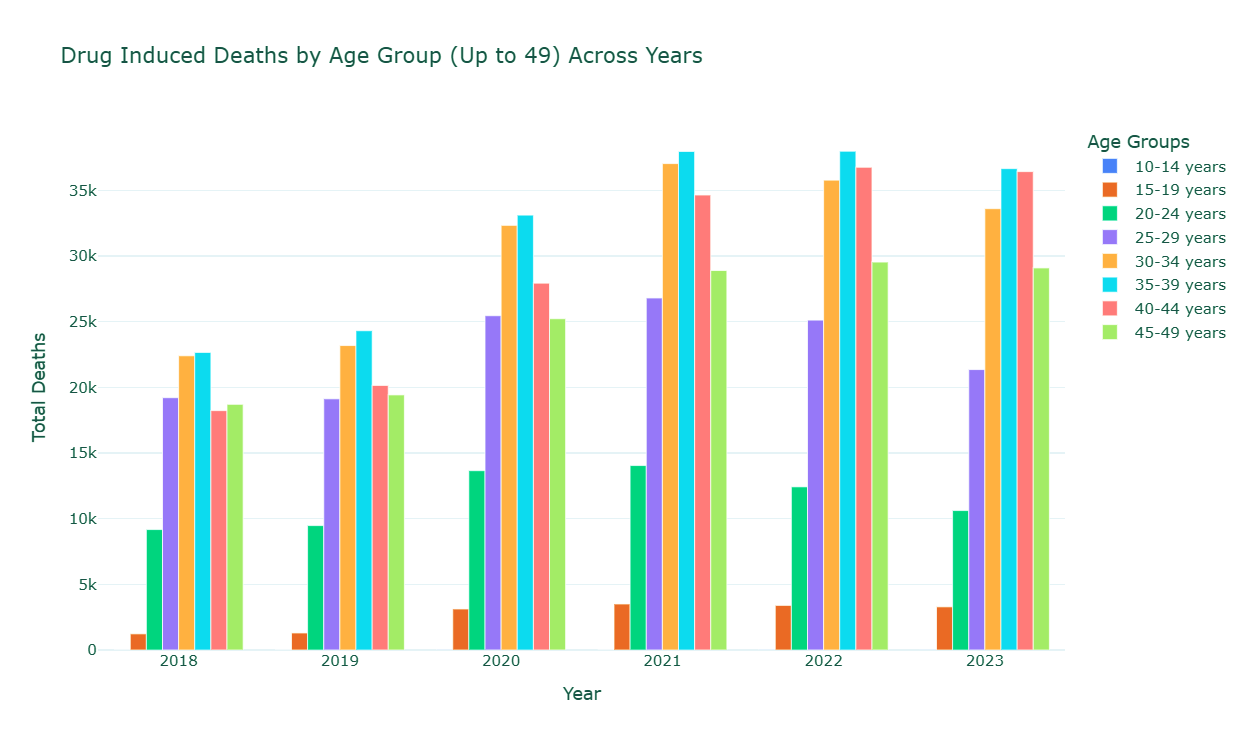 Drug Induced Deaths by Age Group (Up to 49) Across Years
Age Groups
10-14 years
15-19 years
20-24 years
25-29 years
30-34 years
35-39 years
40-44 years
45-49 years
Total Deaths
35k
30k
25k
20k
15k
10k
5k
0
2018 2019 2020 2021 2022 2023
Year